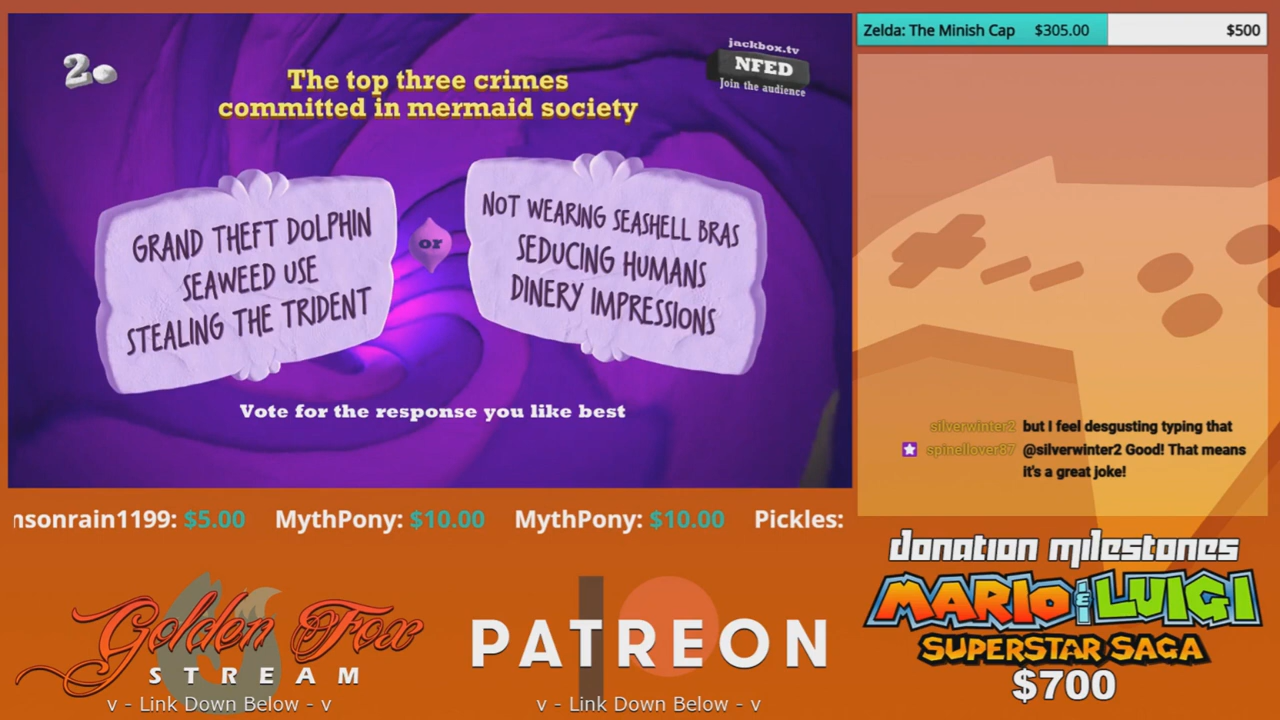 Zelda: The Minish Cap $305.00 $500
20
jackbox.tv
NFED
Join the audience
The top three crimes
committed in mermaid society
GRAND THEFT DOLPHIN
SEAWEED USE
STEALING THE TRIDENT
or
NOT WEARING SEASHELL BRAS
SEDUCING HUMANS
DINERY IMPRESSIONS
Vote for the response you like best
silverwinter2 but I feel desgusting typing that
spinellover87 @silverwinter2 Good! That means
it's a great joke!
nsonrain1199: $5.00 MythPony: $10.00 MythPony: $10.00 Pickles:
donation milestones
MARIO & LUIGI
SUPERSTAR SAGA
$700
Golden Fox
STREAM
v - Link Down Below - v
PATREON
v - Link Down Below - v